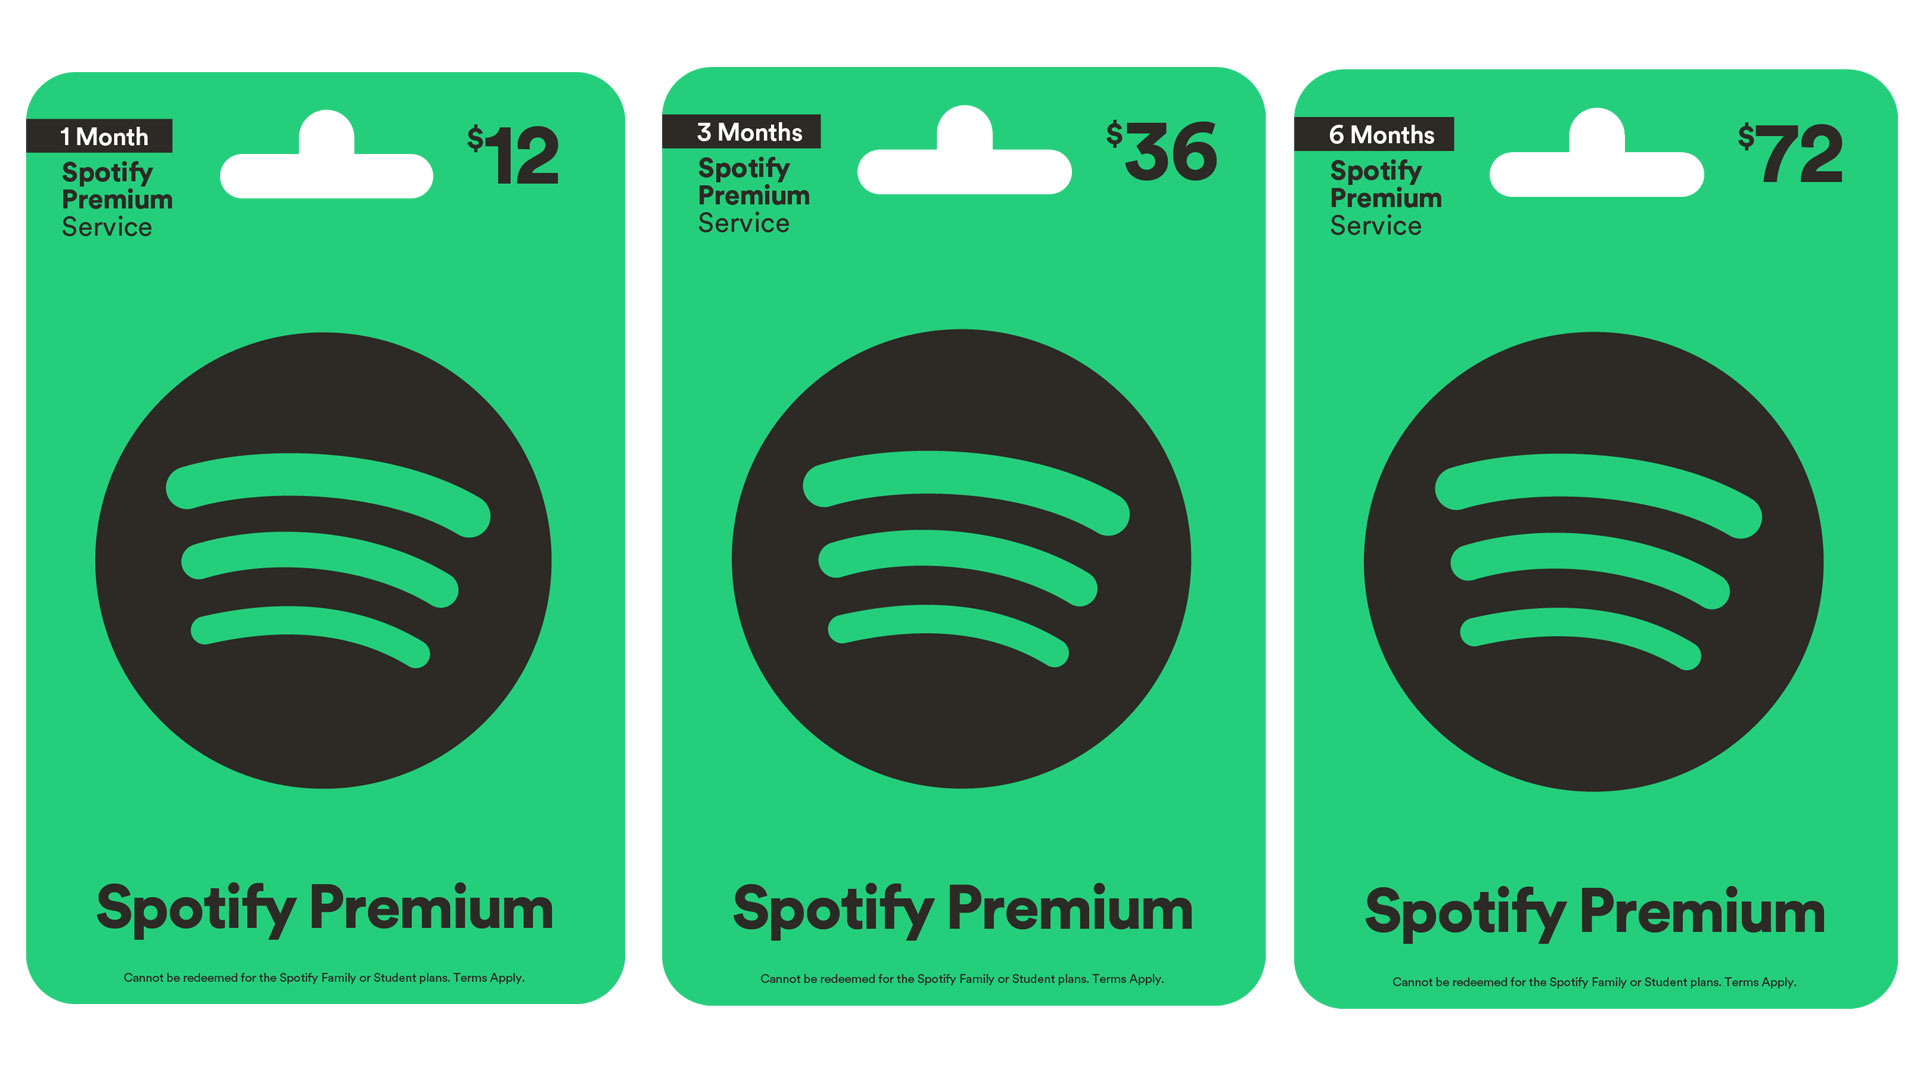 1 Month
$12
Spotify
Premium
Service
Spotify Premium
Cannot be redeemed for the Spotify Family or Student plans. Terms Apply.
3 Months
$36
Spotify
Premium
Service
Spotify Premium
Cannot be redeemed for the Spotify Family or Student plans. Terms Apply.
6 Months
$72
Spotify
Premium
Service
Spotify Premium
Cannot be redeemed for the Spotify Family or Student plans. Terms Apply.